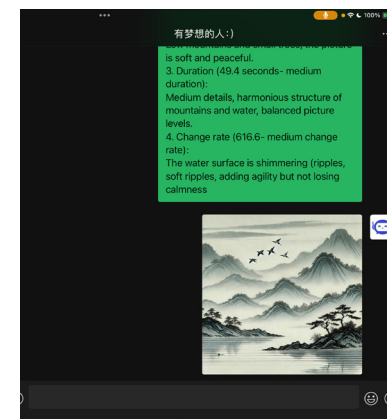 100%
有梦想的人:)
Low mountains and small trees, the picture
is soft and peaceful.
3. Duration (49.4 seconds- medium
duration):
Medium details, harmonious structure of
mountains and water, balanced picture
levels.
4. Change rate (616.6- medium change
rate):
The water surface is shimmering (ripples,
soft ripples, adding agility but not losing
calmness